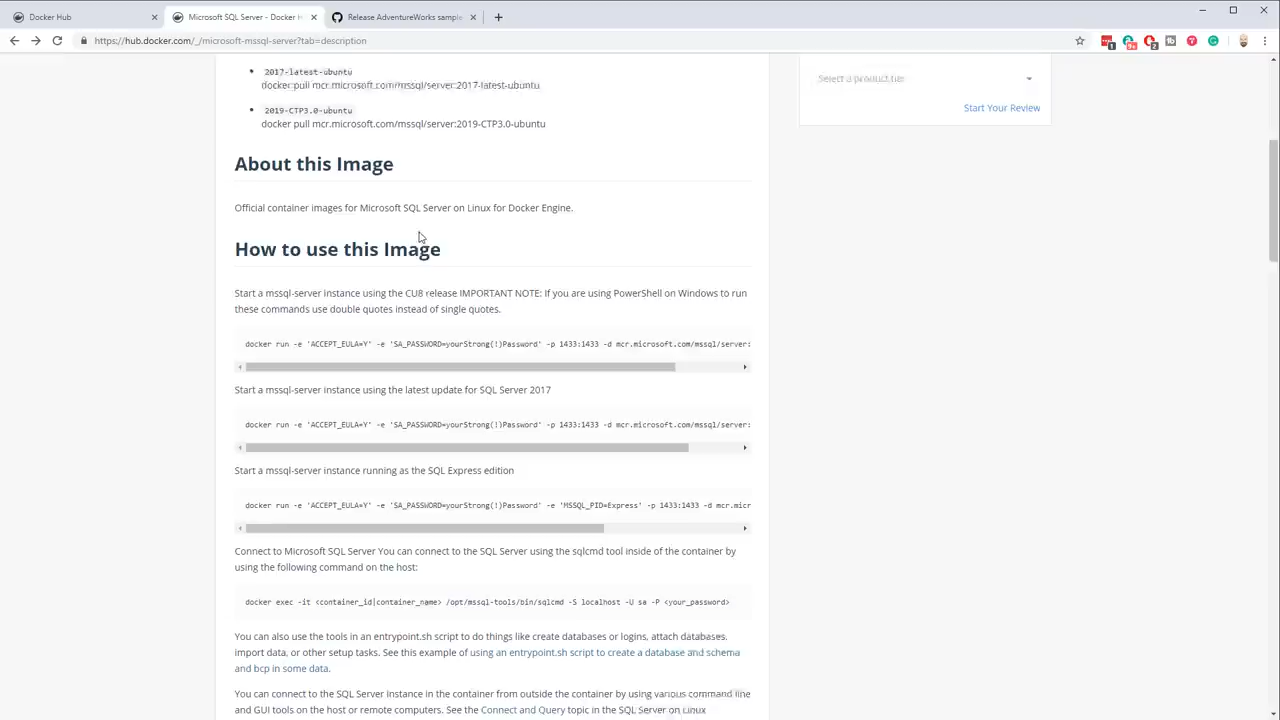 Docker Hub
Microsoft SQL Server - Docker H
Release AdventureWorks sample
https://hub.docker.com/_/microsoft-mssql-server?tab=description
2017-latest-ubuntu
docker pull mcr.microsoft.com/mssql/server:2017-latest-ubuntu
Select a product tier
2019-CTP3.0-ubuntu
docker pull mcr.microsoft.com/mssql/server:2019-CTP3.0-ubuntu
Start Your Review
About this Image
Official container images for Microsoft SQL Server on Linux for Docker Engine.
How to use this Image
Start a mssql-server instance using the CU8 release IMPORTANT NOTE: If you are using PowerShell on Windows to run
these commands use double quotes instead of single quotes.
docker run -e 'ACCEPT_EULA=Y' -e 'SA_PASSWORD=yourStrong(!)Password' -p 1433:1433 -d mcr.microsoft.com/mssql/server:
Start a mssql-server instance using the latest update for SQL Server 2017
docker run -e 'ACCEPT_EULA=Y' -e 'SA_PASSWORD=yourStrong(!)Password' -p 1433:1433 -d mcr.microsoft.com/mssql/server:
Start a mssql-server instance running as the SQL Express edition
docker run -e 'ACCEPT_EULA=Y' -e 'SA_PASSWORD=yourStrong(!)Password' -e 'MSSQL_PID=Express' -p 1433:1433 -d mcr.micr
Connect to Microsoft SQL Server You can connect to the SQL Server using the sqlcmd tool inside of the container by
using the following command on the host:
docker exec -it <container_id|container_name> /opt/mssql-tools/bin/sqlcmd -S localhost -U sa -P <your_password>
You can also use the tools in an entrypoint.sh script to do things like create databases or logins, attach databases,
import data, or other setup tasks. See this example of using an entrypoint.sh script to create a database and schema
and bcp in some data.
You can connect to the SQL Server instance in the container from outside the container by using various command line
and GUI tools on the host or remote computers. See the Connect and Query topic in the SQL Server on Linux